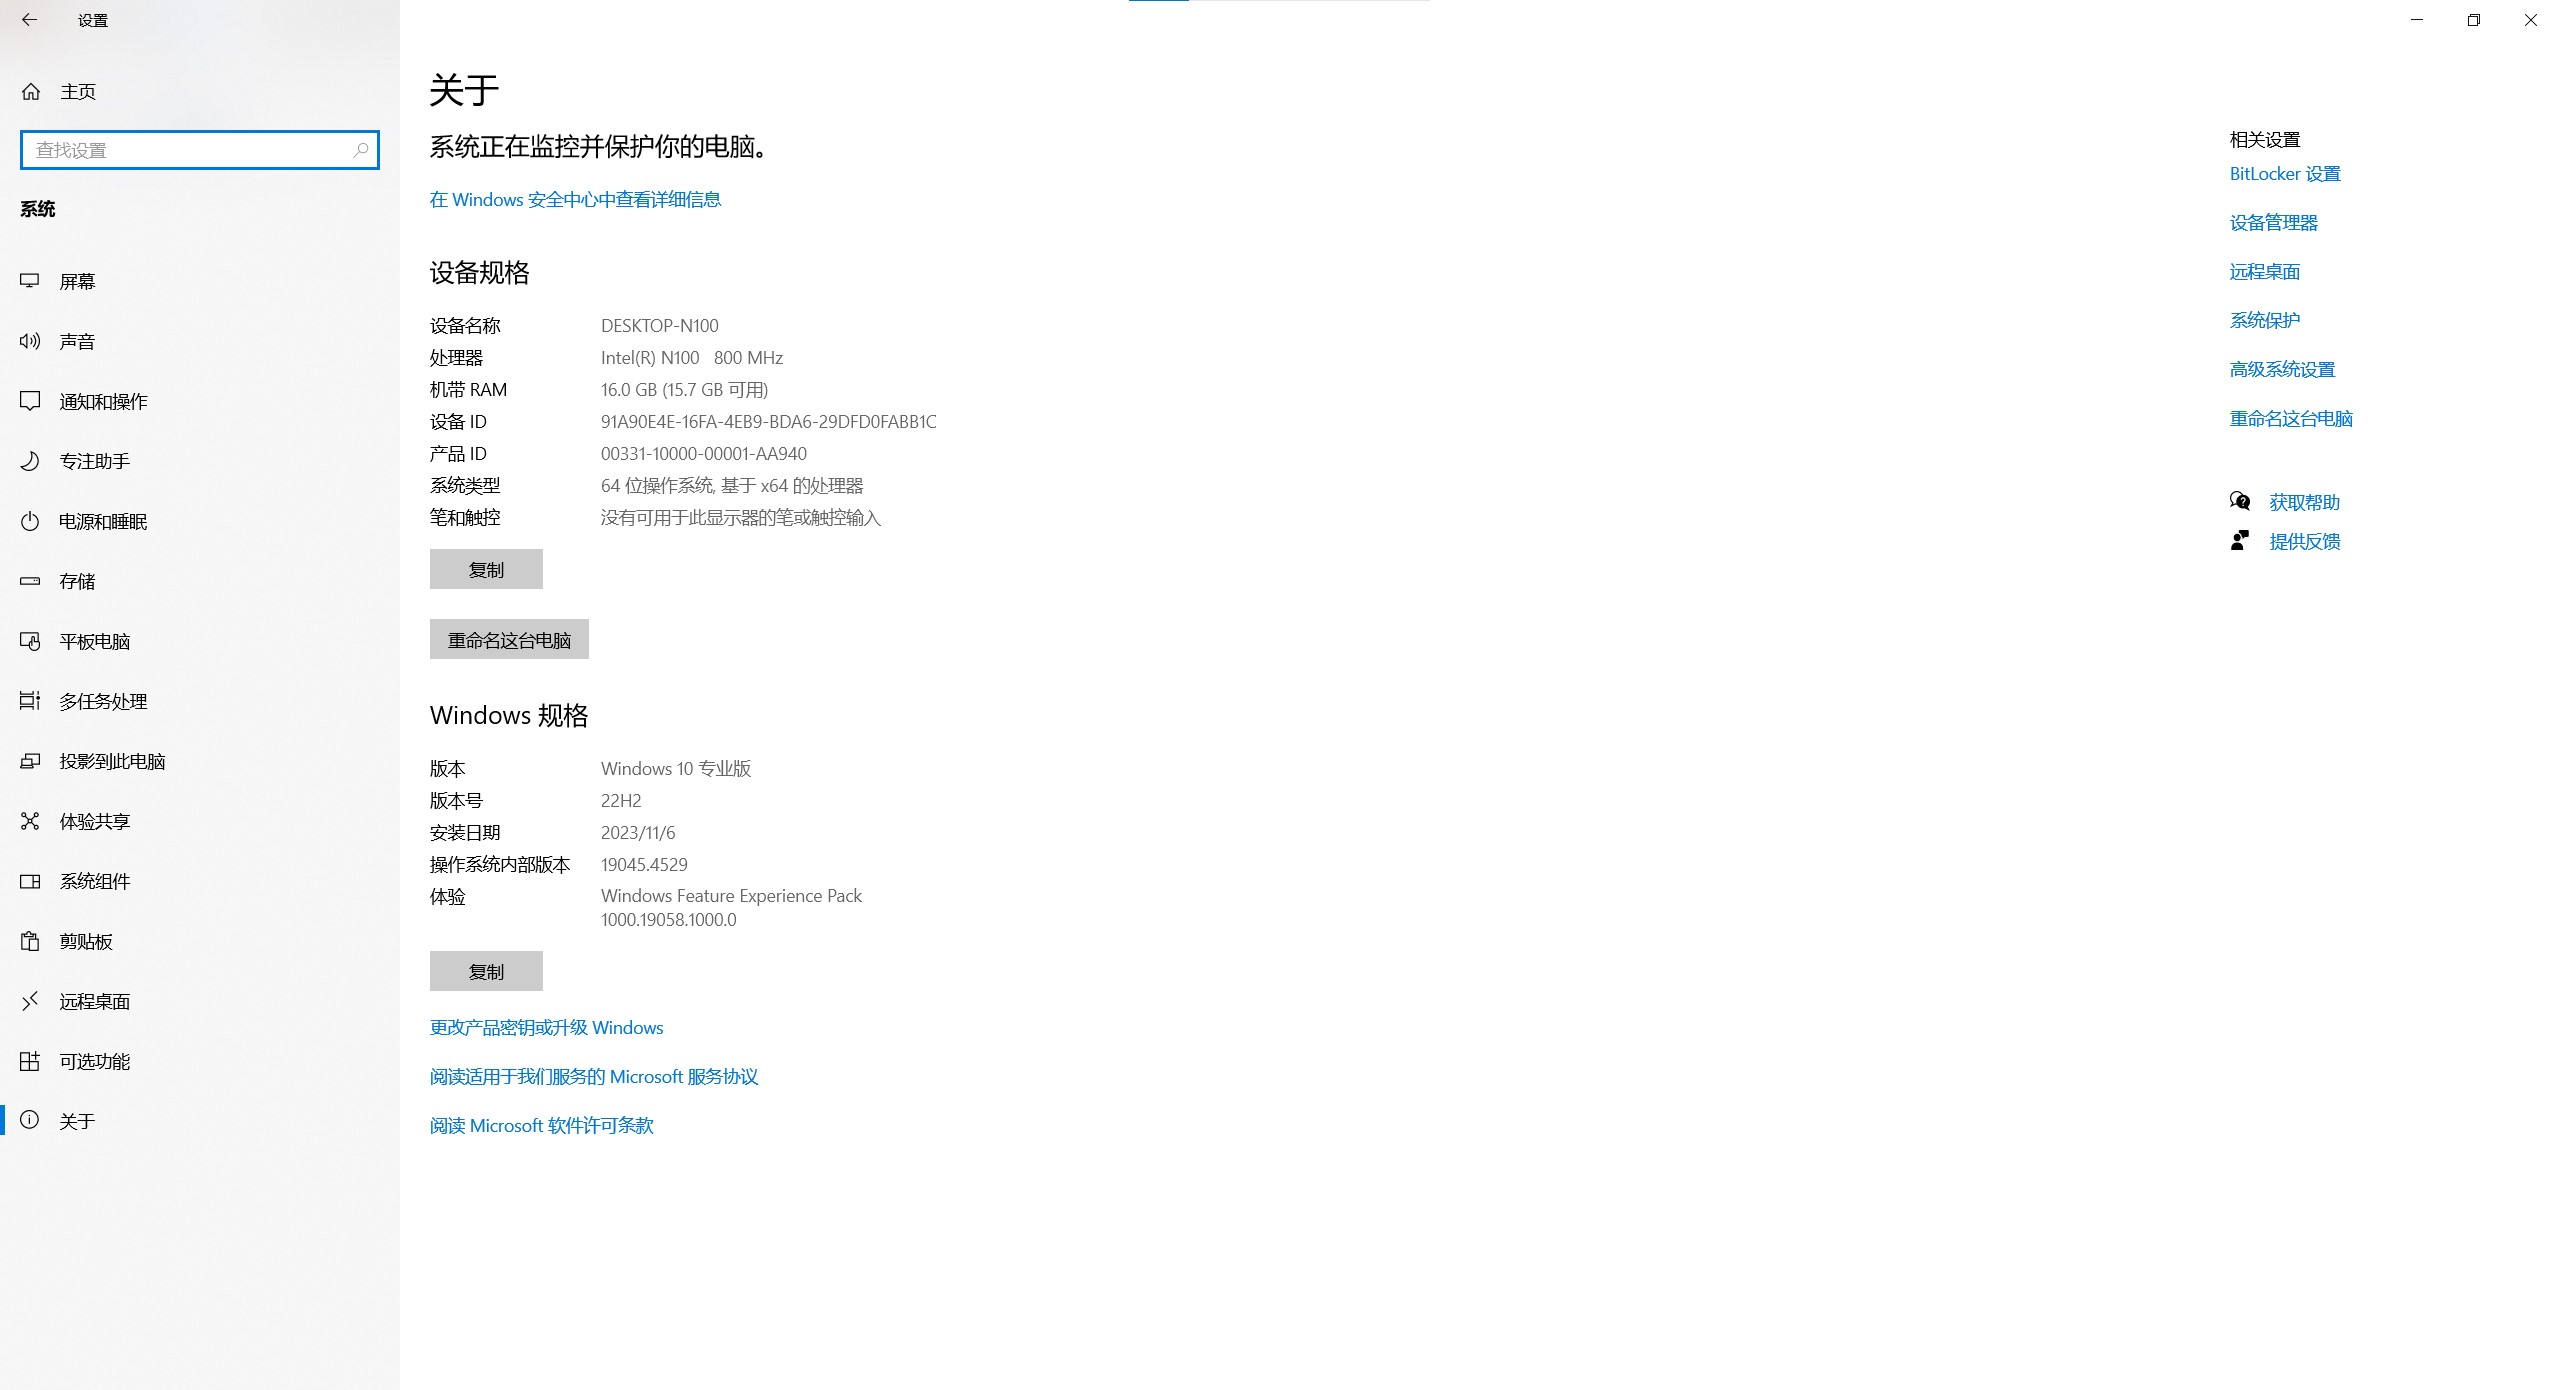 设置
主页
查找设置
系统
屏幕
声音
通知和操作
专注助手
电源和睡眠
存储
平板电脑
多任务处理
投影到此电脑
体验共享
系统组件
剪贴板
远程桌面
可选功能
关于
关于
系统正在监控并保护你的电脑。
在 Windows 安全中心中查看详细信息
设备规格
设备名称 DESKTOP-N100
处理器 Intel(R) N100 800 MHz
机带 RAM 16.0 GB (15.7 GB 可用)
设备 ID 91A90E4E-16FA-4EB9-BDA6-29DFD0FABB1C
产品 ID 00331-10000-00001-AA940
系统类型 64 位操作系统, 基于 x64 的处理器
笔和触控 没有可用于此显示器的笔或触控输入
复制
重命名这台电脑
Windows 规格
版本 Windows 10 专业版
版本号 22H2
安装日期 2023/11/6
操作系统内部版本 19045.4529
体验 Windows Feature Experience Pack
1000.19058.1000.0
复制
更改产品密钥或升级 Windows
阅读适用于我们服务的 Microsoft 服务协议
阅读 Microsoft 软件许可条款
相关设置
BitLocker 设置
设备管理器
远程桌面
系统保护
高级系统设置
重命名这台电脑
获取帮助
提供反馈